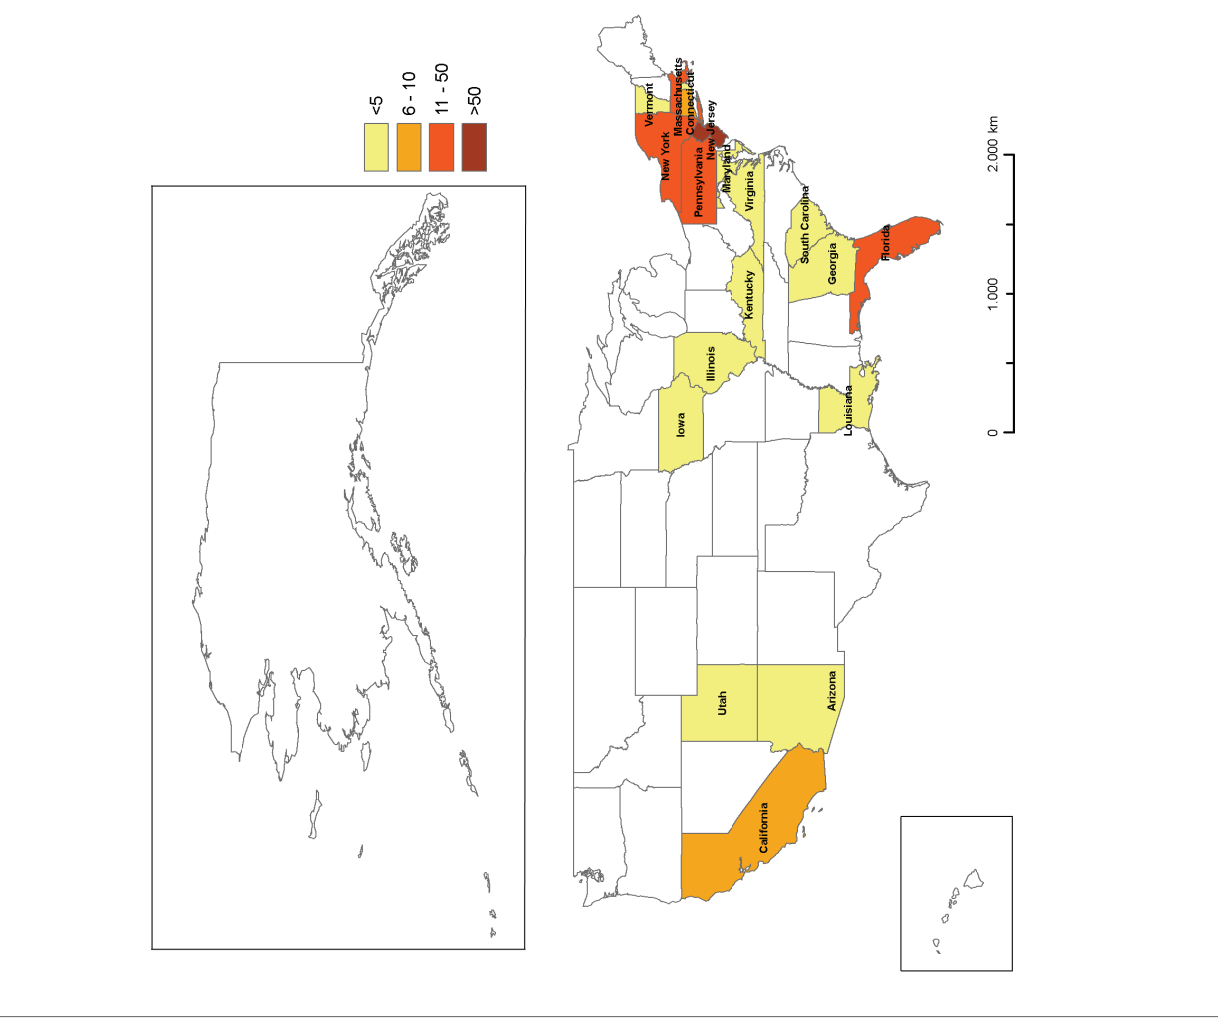 <5
6 - 10
11 - 50
>50
Vermont
Massachusetts
Connecticut
New York
New Jersey
Pennsylvania
Maryland
Virginia
Kentucky
South Carolina
Georgia
Florida
Illinois
Iowa
Louisiana
Utah
Arizona
California
0
1.000
2.000 km